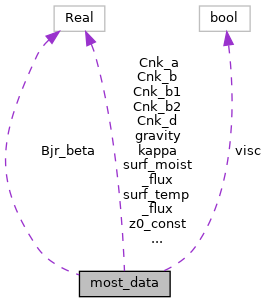 Real
bool
Cnk_a
Cnk_b
Cnk_b1
Cnk_b2
Cnk_d
gravity
kappa
surf_moist
_flux
surf_temp
_flux
z0_const
...
Bjr_beta
visc
most_data